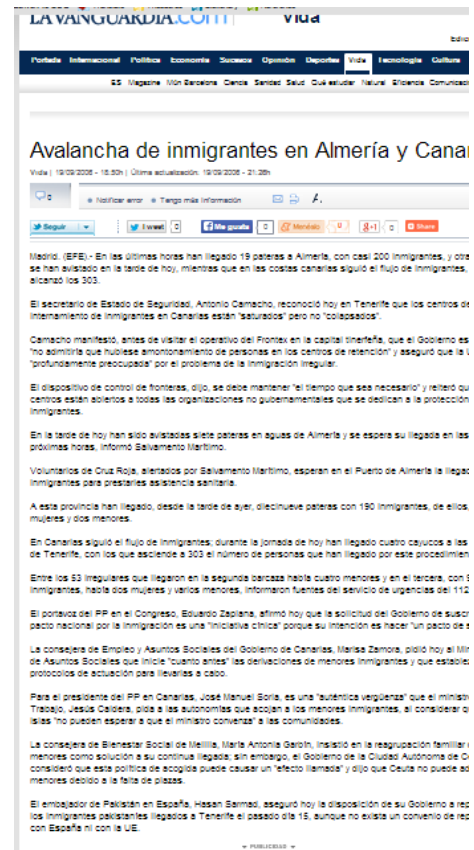 LAVANGUARDIA.COM Vida
Portada Internacional Política Economía Sucesos Opinión Deportes Vida Tecnología Cultura
ES Magazine Món Barcelona Ciencia Sanidad Salud Qué estudiar Natural Eficiencia
Avalancha de inmigrantes en Almería y
Vida | 19/09/2006 - 18:50h | Última actualización: 19/09/2006 - 21:26h
0 Notificar error Tengo más información
Seguir Tweet 0 Me gusta 0 Menéalo 0 +1 0 Share
Madrid. (EFE).- En las últimas horas han llegado 19 pateras a Almería, con casi 200 inmigrantes, y
se han avistado en la tarde de hoy, mientras que en las costas canarias siguió el flujo de inmigrantes,
alcanzó los 303.
El secretario de Estado de Seguridad, Antonio Camacho, reconoció hoy en Tenerife que los centros de
internamiento de inmigrantes en Canarias están "saturados" pero no "colapsados".
Camacho manifestó, antes de visitar el operativo del Frontex en la capital tinerfeña, que el Gobierno
"no admitiría que hubiese amontonamiento de personas en los centros de retención" y aseguró que la
"profundamente preocupada" por el problema de la inmigración irregular.
El dispositivo de control de fronteras, dijo, se debe mantener "el tiempo que sea necesario" y reiteró
centros están abiertos a todas las organizaciones no gubernamentales que se dedican a la protección
inmigrantes.
En la tarde de hoy han sido avistadas siete pateras en aguas de Almería y se espera su llegada en las
próximas horas, informó Salvamento Marítimo.
Voluntarios de Cruz Roja, alertados por Salvamento Marítimo, esperan en el Puerto de Almería la
inmigrantes para prestarles asistencia sanitaria.
A esta provincia han llegado, desde la tarde de ayer, diecinueve pateras con 190 inmigrantes, de ellos,
mujeres y dos menores.
En Canarias siguió el flujo de inmigrantes; durante la jornada de hoy han llegado cuatro cayucos a las
de Tenerife, con los que asciende a 303 el número de personas que han llegado por este
Entre los 53 irregulares que llegaron en la segunda barcaza había cuatro menores y en el tercera, con
inmigrantes, había dos mujeres y varios menores, informaron fuentes del servicio de urgencias del 112
El portavoz del PP en el Congreso, Eduardo Zaplana, afirmó hoy que la solicitud del Gobierno de
pacto nacional por la inmigración es una "iniciativa cínica" porque su intención es hacer "un pacto de
La consejera de Empleo y Asuntos Sociales del Gobierno de Canarias, Marisa Zamora, pidió hoy al
de Asuntos Sociales que inicie "cuanto antes" las derivaciones de menores inmigrantes y que
protocolos de actuación para llevarlas a cabo.
Para el presidente del PP en Canarias, José Manuel Soria, es una "auténtica vergüenza" que el
Trabajo, Jesús Caldera, pida a las autonomías que acojan a los menores inmigrantes, al considerar
islas "no pueden esperar a que el ministro convenza" a las comunidades.
La consejera de Bienestar Social de Melilla, María Antonia Garbín, insistió en la reagrupación familiar
menores como solución a su continua llegada; sin embargo, el Gobierno de la Ciudad Autónoma de
consideró que esta política de acogida puede causar un "efecto llamada" y dijo que Ceuta no puede
menores debido a la falta de plazas.
El embajador de Pakistán en España, Hasan Sarmad, aseguró hoy la disposición de su Gobierno a
los inmigrantes pakistaníes llegados a Tenerife el pasado día 15, aunque no exista un convenio de
con España ni con la UE.
PUBLICIDAD